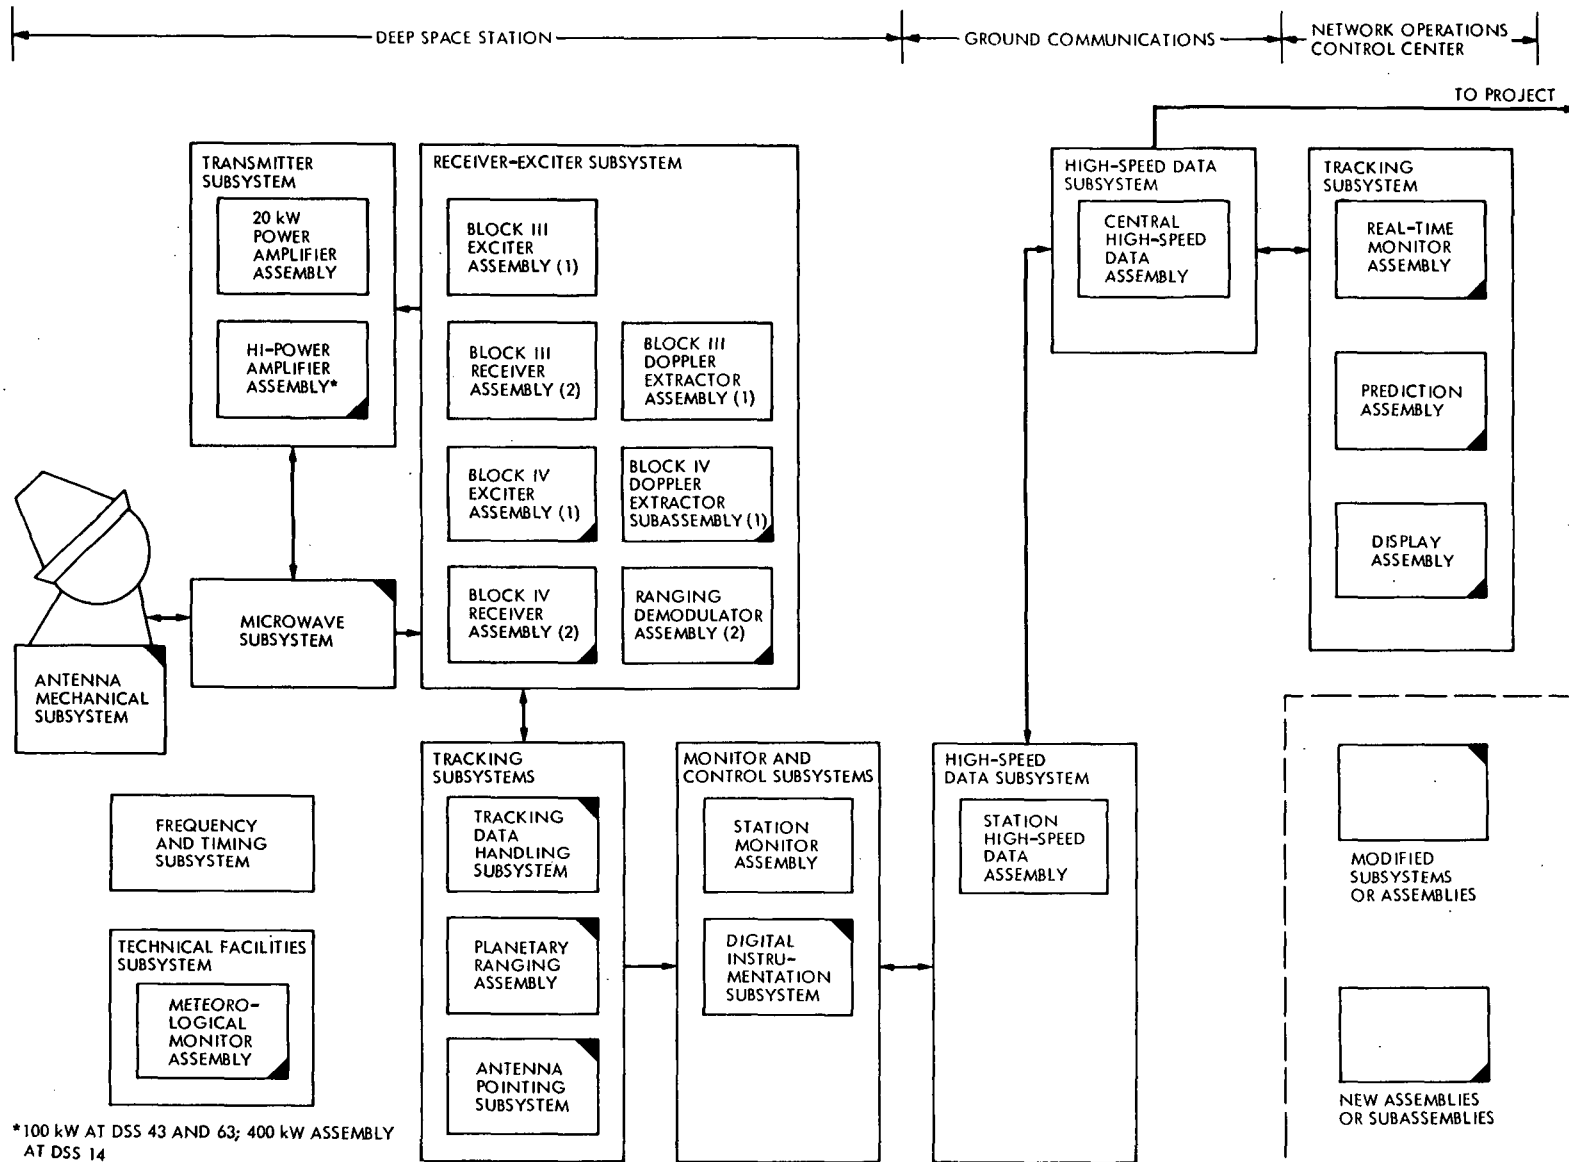 DEEP SPACE STATION
GROUND COMMUNICATIONS
NETWORK OPERATIONS
CONTROL CENTER
TO PROJECT
TRANSMITTER
SUBSYSTEM
20 kW
POWER
AMPLIFIER
ASSEMBLY
HI-POWER
AMPLIFIER
ASSEMBLY*
RECEIVER-EXCITER SUBSYSTEM
BLOCK III
EXCITER
ASSEMBLY (1)
BLOCK III
RECEIVER
ASSEMBLY (2)
BLOCK III
DOPPLER
EXTRACTOR
ASSEMBLY (1)
BLOCK IV
EXCITER
ASSEMBLY (1)
BLOCK IV
DOPPLER
EXTRACTOR
SUBASSEMBLY (1)
BLOCK IV
RECEIVER
ASSEMBLY (2)
RANGING
DEMODULATOR
ASSEMBLY (2)
HIGH-SPEED DATA
SUBSYSTEM
CENTRAL
HIGH-SPEED
DATA
ASSEMBLY
TRACKING
SUBSYSTEM
REAL-TIME
MONITOR
ASSEMBLY
PREDICTION
ASSEMBLY
DISPLAY
ASSEMBLY
MICROWAVE
SUBSYSTEM
ANTENNA
MECHANICAL
SUBSYSTEM
FREQUENCY
AND TIMING
SUBSYSTEM
TECHNICAL FACILITIES
SUBSYSTEM
METEORO-
LOGICAL
MONITOR
ASSEMBLY
TRACKING
SUBSYSTEMS
TRACKING
DATA
HANDLING
SUBSYSTEM
PLANETARY
RANGING
ASSEMBLY
ANTENNA
POINTING
SUBSYSTEM
MONITOR AND
CONTROL SUBSYSTEMS
STATION
MONITOR
ASSEMBLY
DIGITAL
INSTRU-
MENTATION
SUBSYSTEM
HIGH-SPEED
DATA SUBSYSTEM
STATION
HIGH-SPEED
DATA
ASSEMBLY
MODIFIED
SUBSYSTEMS
OR ASSEMBLIES
NEW ASSEMBLIES
OR SUBASSEMBLIES
*100 kW AT DSS 43 AND 63; 400 kW ASSEMBLY
AT DSS 14